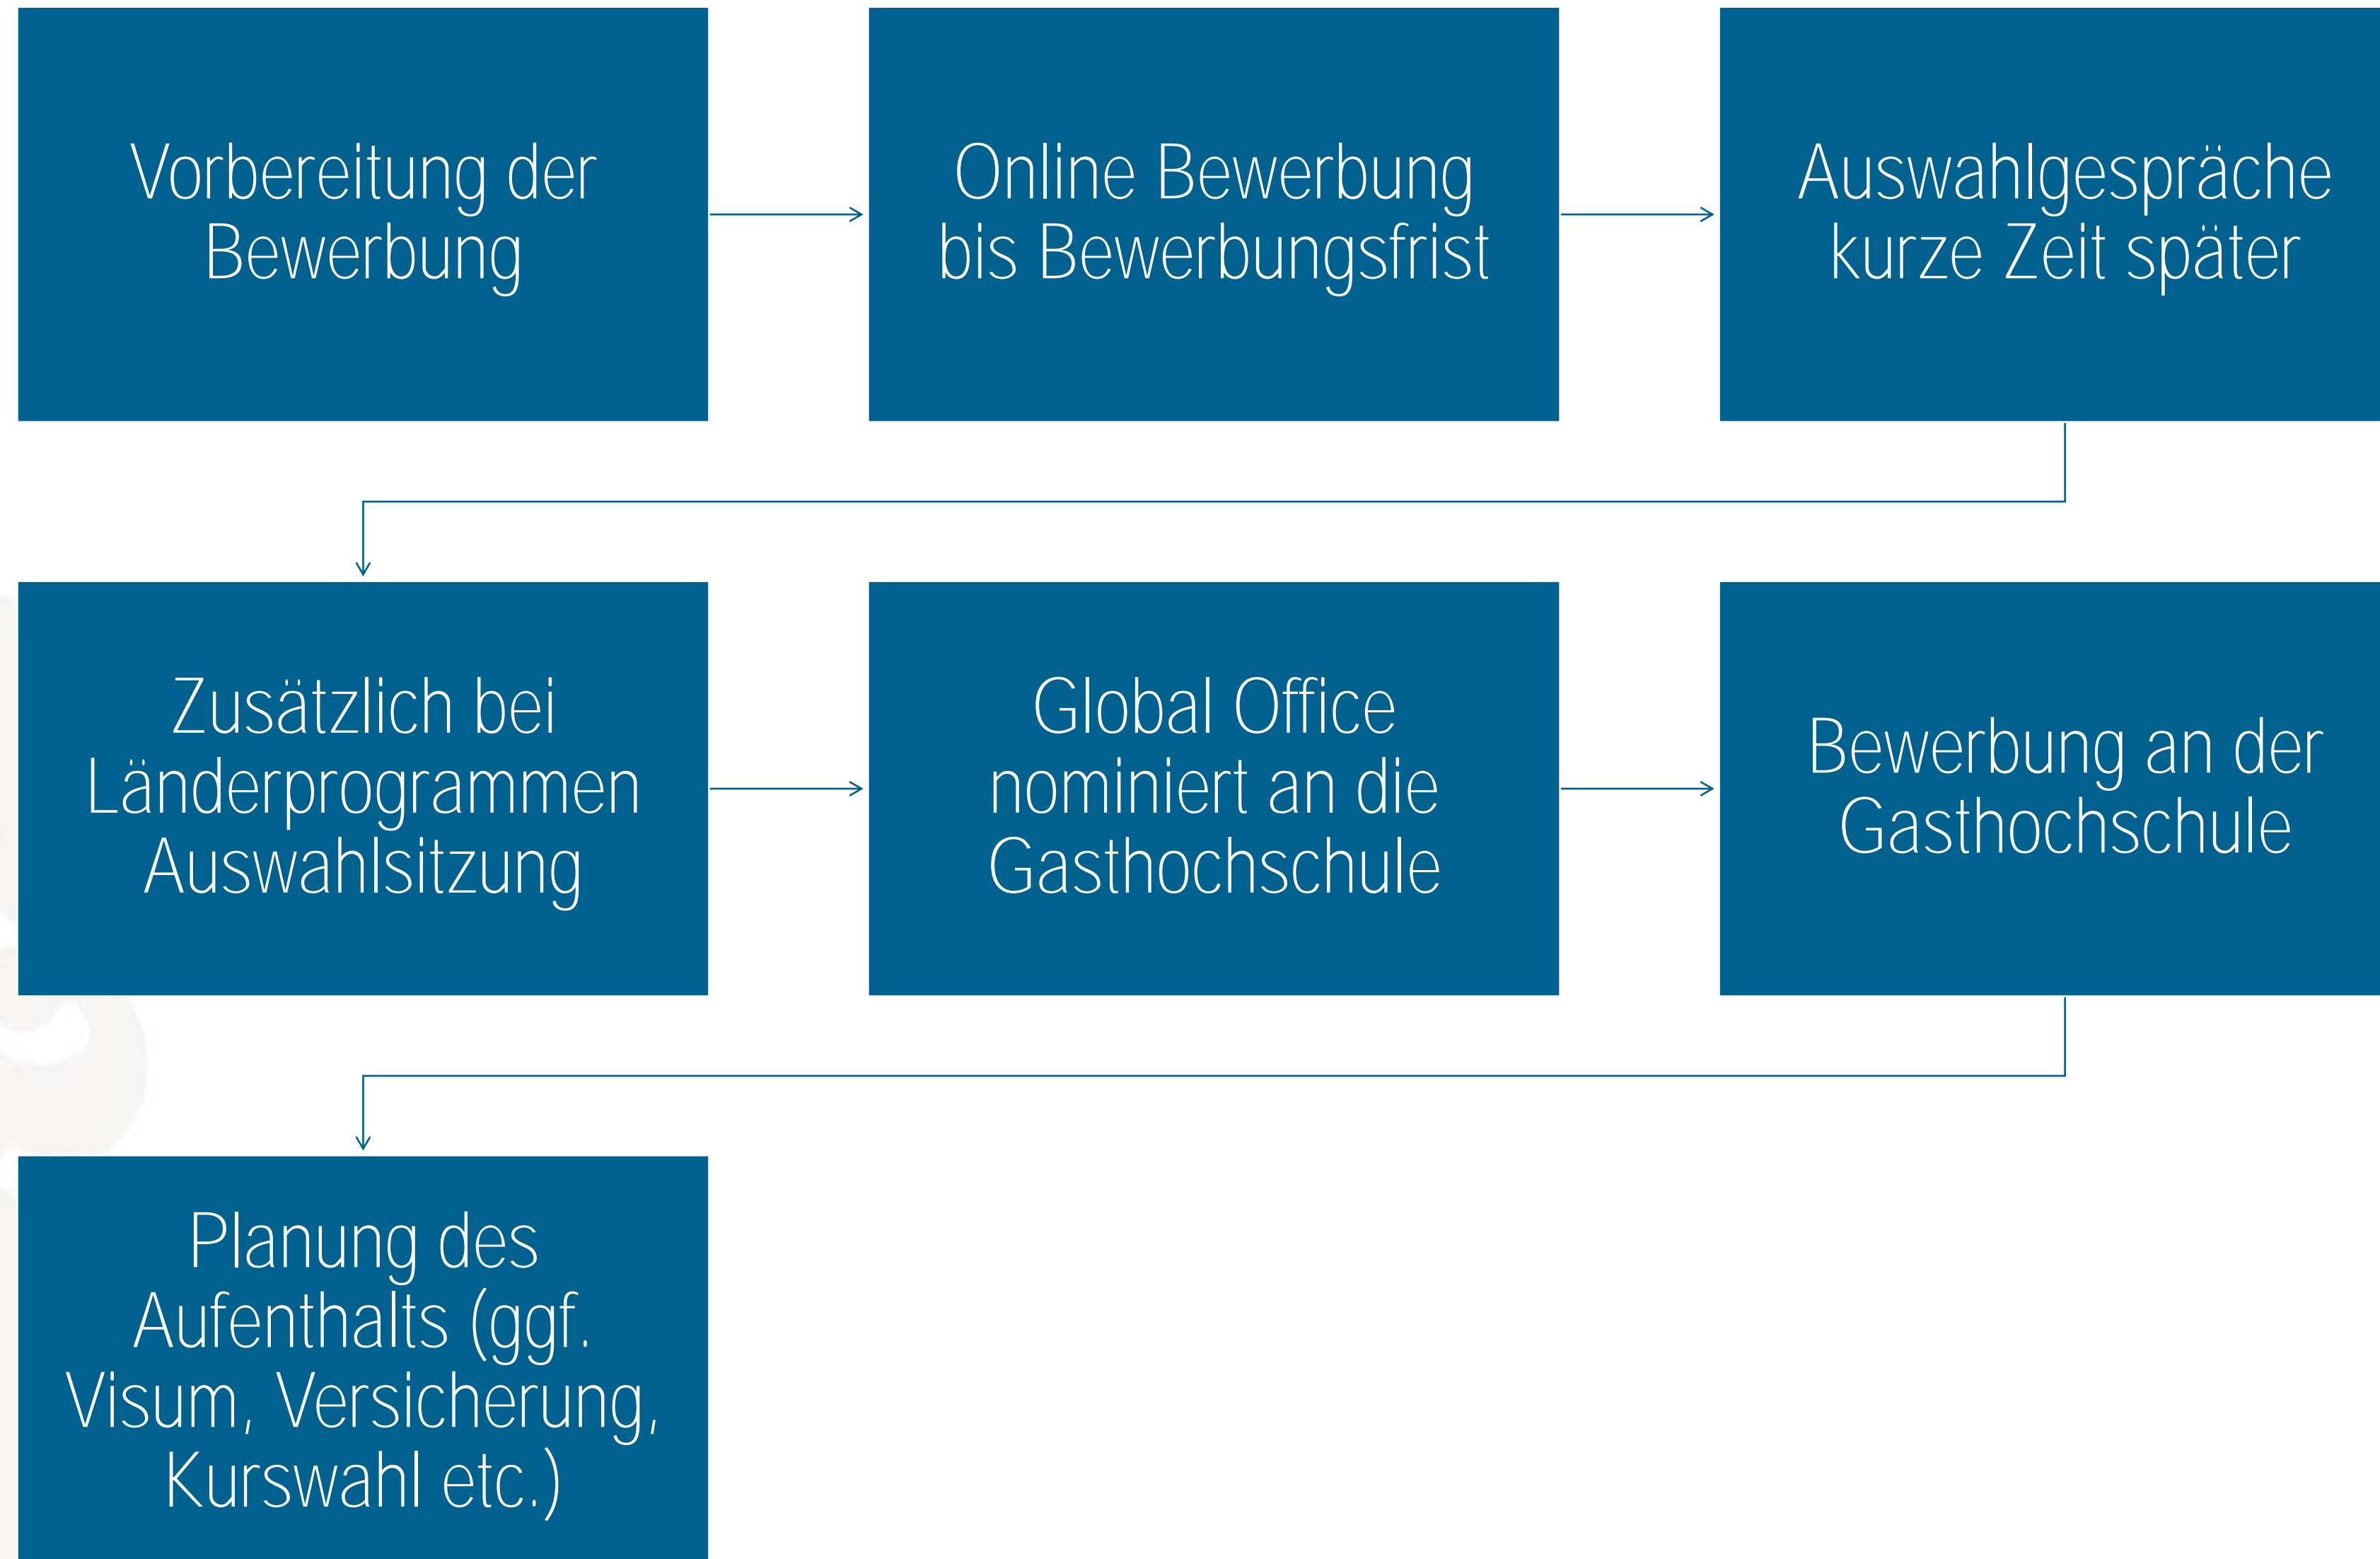 Vorbereitung der
Bewerbung
Online Bewerbung
bis Bewerbungsfrist
Auswahlgespräche
kurze Zeit später
Zusätzlich bei
Länderprogrammen
Auswahlsitzung
Global Office
nominiert an die
Gasthochschule
Bewerbung an der
Gasthochschule
Planung des
Aufenthalts (ggf.
Visum, Versicherung,
Kurswahl etc.)